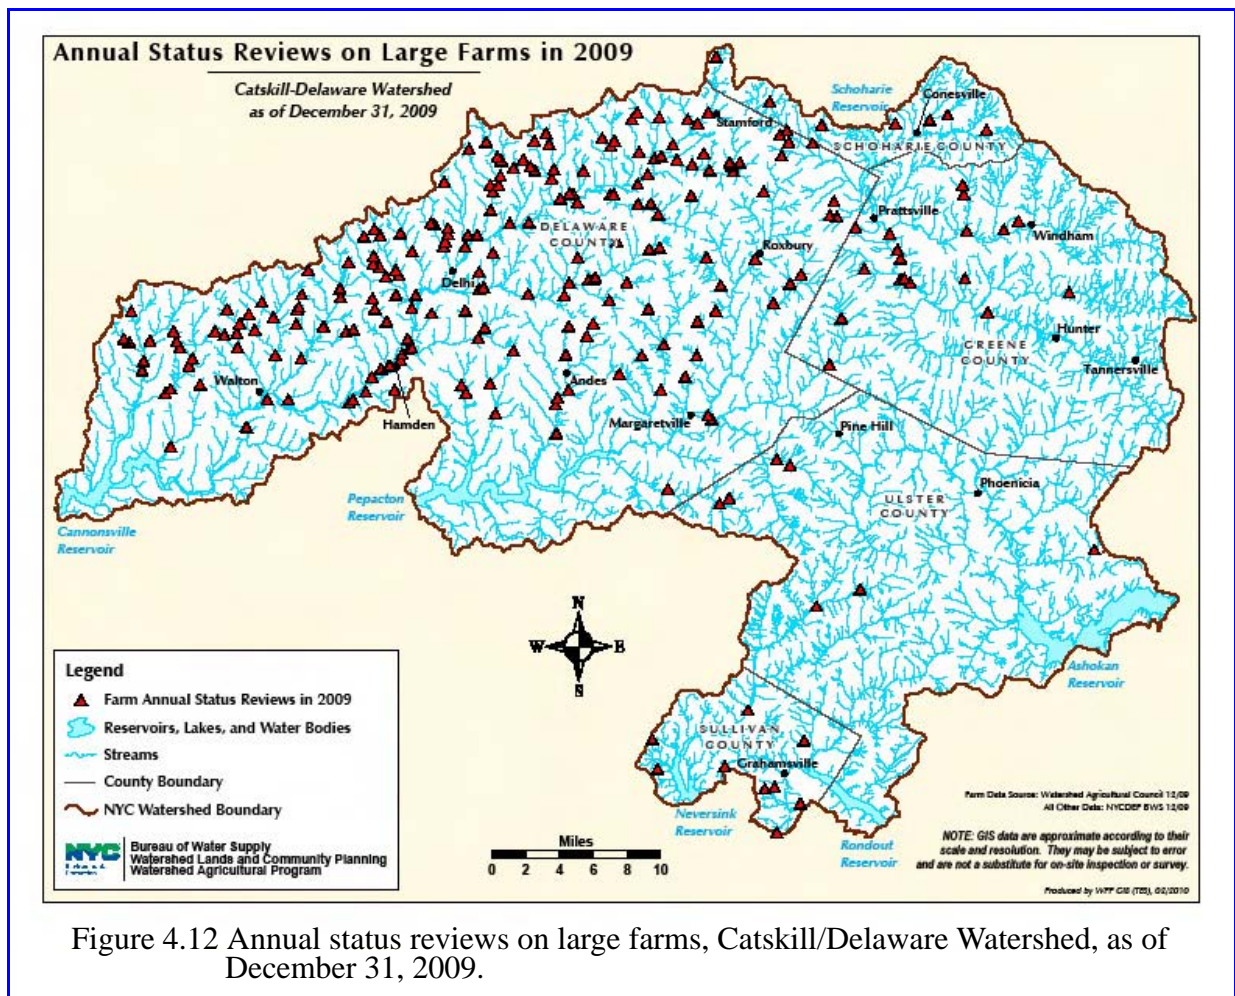 Annual Status Reviews on Large Farms in 2009
Catskill-Delaware Watershed
as of December 31, 2009
Schoharie
Reservoir
Conesville
Stamford
SCHOHARIE COUNTY
Prattsville
Windham
DELAWARE
COUNTY
Roxbury
Delhi
Hunter
GREENE
COUNTY
Tannersville
Walton
Andes
Hamden
Margaretville
Pine Hill
Phoenicia
ULSTER
COUNTY
Pepacton
Reservoir
Cannonsville
Reservoir
N
W E
S
Ashokan
Reservoir
SULLIVAN
COUNTY
Grahamsville
Neversink
Reservoir
Rondout
Reservoir
Legend
Farm Annual Status Reviews in 2009
Reservoirs, Lakes, and Water Bodies
Streams
County Boundary
NYC Watershed Boundary
NYC
Bureau of Water Supply
Watershed Lands and Community Planning
Watershed Agricultural Program
Miles
0 2 4 6 8 10
Farm Data Source: Watershed Agricultural Council 12/09
All Other Data: NYCDEP BWS 12/09
NOTE: GIS data are approximate according to their
scale and resolution. They may be subject to error
and are not a substitute for on-site inspection or survey.
Produced by WPP GIS (TES), 02/2010
Figure 4.12 Annual status reviews on large farms, Catskill/Delaware Watershed, as of
December 31, 2009.